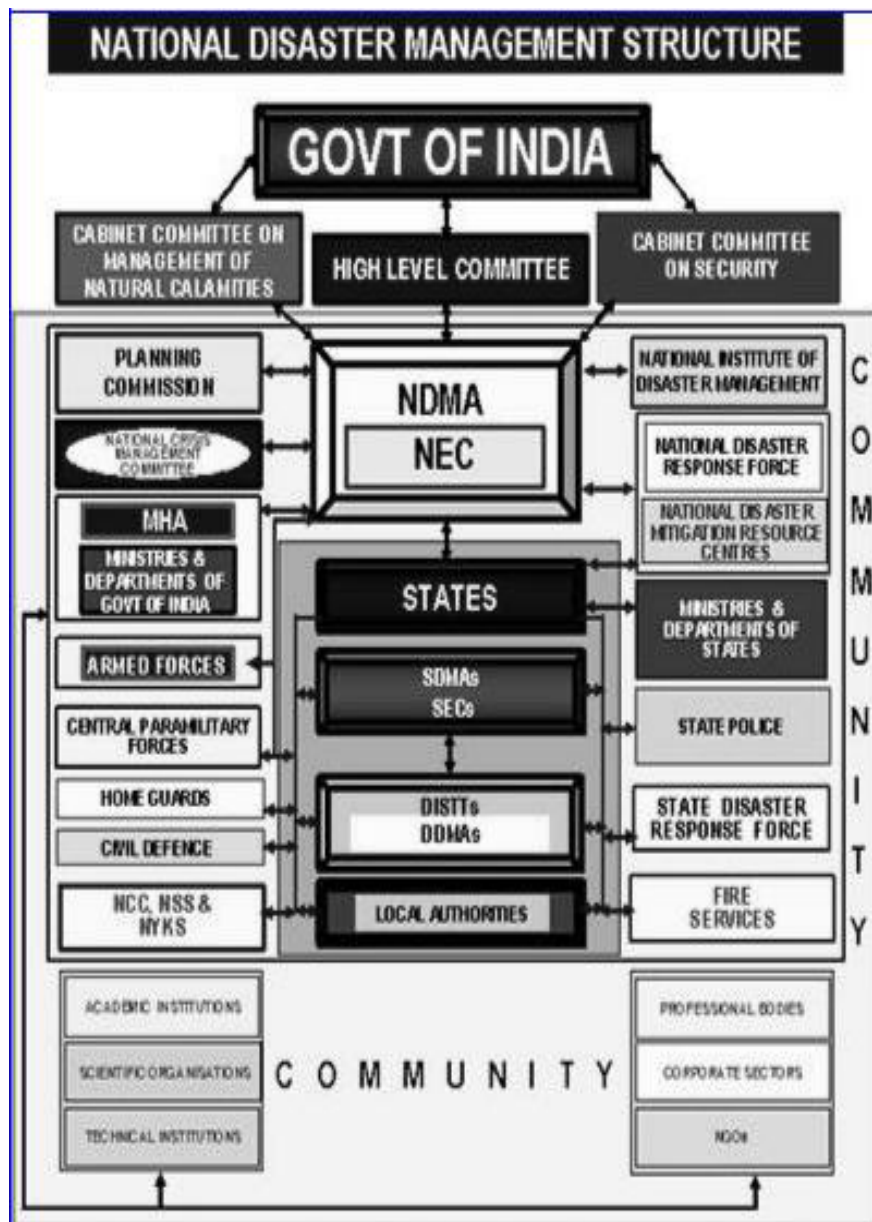 NATIONAL DISASTER MANAGEMENT STRUCTURE
GOVT OF INDIA
CABINET COMMITTEE ON
MANAGEMENT OF
NATURAL CALAMITIES
HIGH LEVEL COMMITTEE
CABINET COMMITTEE
ON SECURITY
PLANNING
COMMISSION
NATIONAL CRISIS
MANAGEMENT
COMMITTEE
MHA
MINISTRIES &
DEPARTMENTS OF
GOVT OF INDIA
ARMED FORCES
CENTRAL PARAMILITARY
FORCES
HOME GUARDS
CIVIL DEFENCE
NCC, NSS &
NYKS
NDMA
NEC
STATES
SDMAs
SECs
DISTTs
DDMAs
LOCAL AUTHORITIES
NATIONAL INSTITUTE OF
DISASTER MANAGEMENT
NATIONAL DISASTER
RESPONSE FORCE
NATIONAL DISASTER
MITIGATION RESOURCE
CENTRES
MINISTRIES &
DEPARTMENTS OF
STATES
STATE POLICE
STATE DISASTER
RESPONSE FORCE
FIRE
SERVICES
COMMUNITY
ACADEMIC INSTITUTIONS
SCIENTIFIC ORGANISATIONS
TECHNICAL INSTITUTIONS
COMMUNITY
PROFESSIONAL BODIES
CORPORATE SECTORS
NGOs